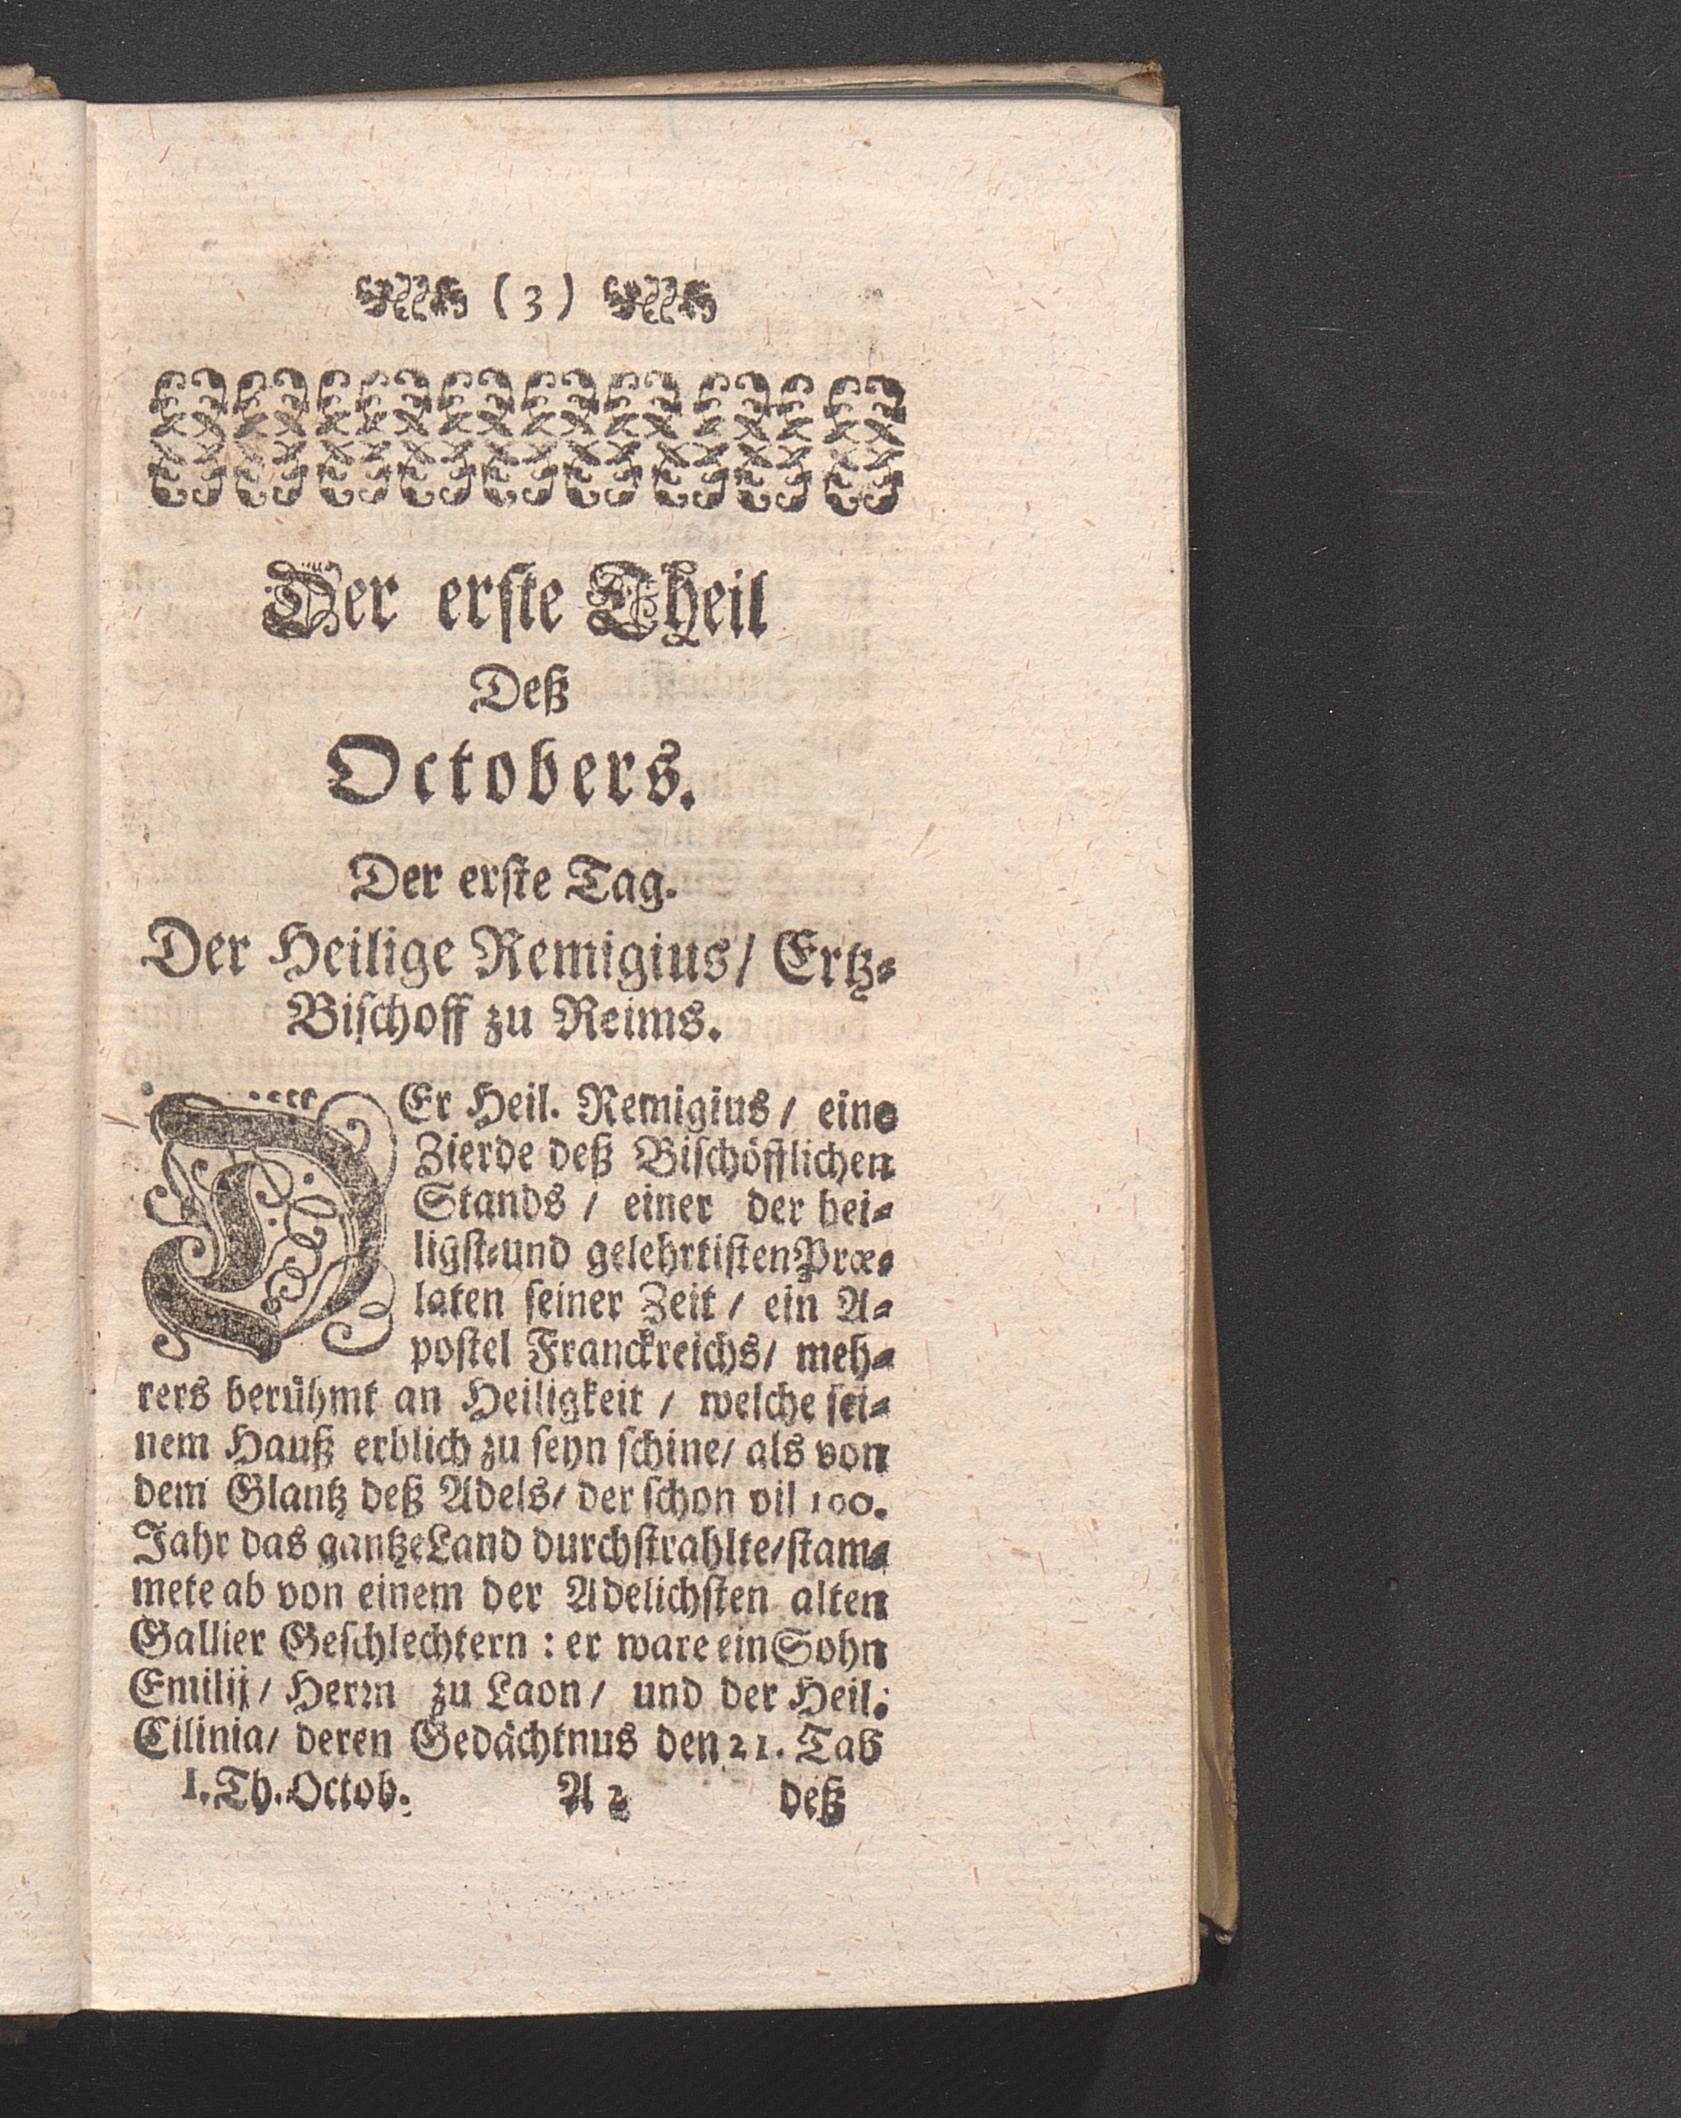 (3)
Der erste Theil
Deß
Octobers.
Der erste Tag.
Der Heilige Remigius/ Ertz-
Bischoff zu Reims.
DEr Heil. Remigius/ eine
Zierde deß Bischöfflichen
Stands/ einer der hei-
ligst-und gelehrtisten Præ-
laten seiner Zeit/ ein A-
postel Franckreichs/ meh-
rers berühmt an Heiligkeit/ welche sei-
nem Hauß erblich zu seyn schine/ als von
dem Glantz deß Adels/ der schon vil 100.
Jahr das gantze Land durchstrahlte/ stam-
mete ab von einem der Adelichsten alten
Gallier Geschlechtern: er ware ein Sohn
Emilij/ Herrn zu Laon/ und der Heil.
Cilinia/ deren Gedächtnus den 21. Tag
I. Th. Octob. A 2 deß